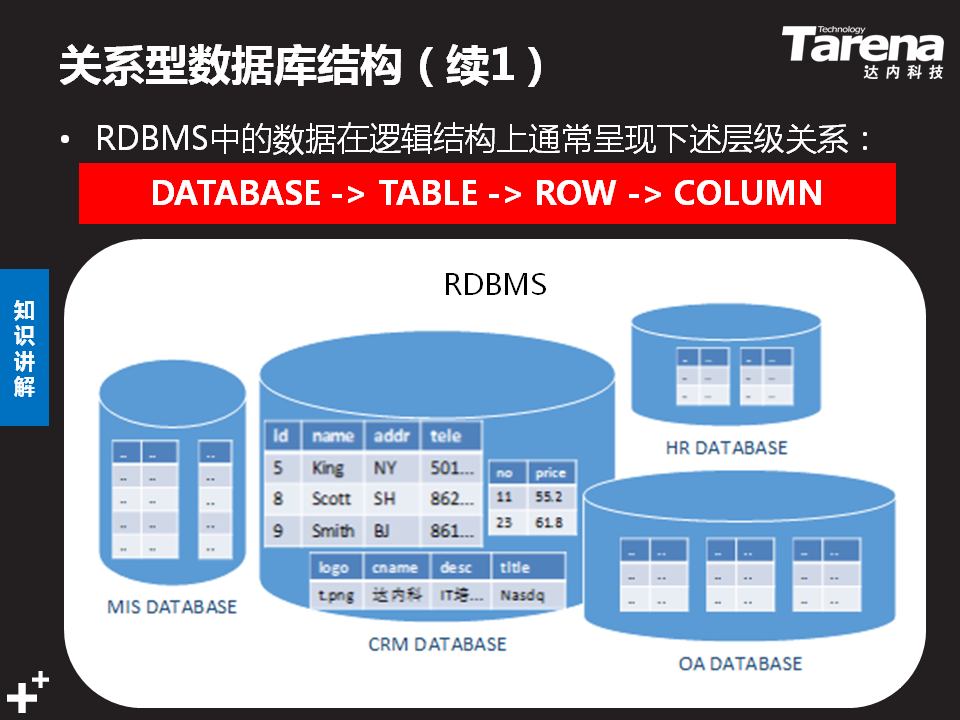 关系型数据库结构（续1）
Technology
Tarena
达内科技
• RDBMS中的数据在逻辑结构上通常呈现下述层级关系：
DATABASE -> TABLE -> ROW -> COLUMN
知识讲解
RDBMS
Id name addr tele
5 King NY 501...
8 Scott SH 862...
9 Smith BJ 861...
no price
11 55.2
23 61.8
logo cname desc title
t.png 达内科 IT培... Nasdq
MIS DATABASE
CRM DATABASE
HR DATABASE
OA DATABASE